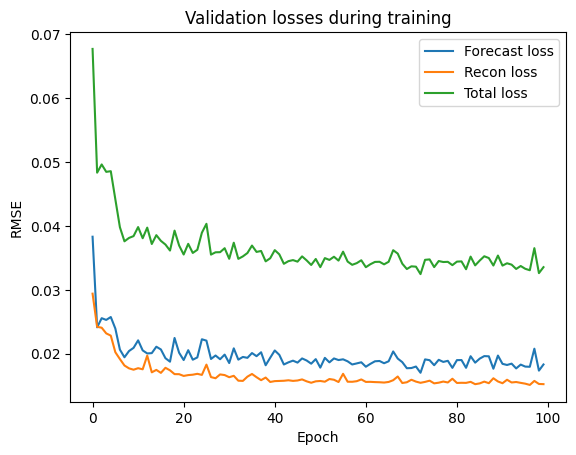 Validation losses during training
0.07
0.06
0.05
0.04
0.03
0.02
RMSE
Forecast loss
Recon loss
Total loss
0 20 40 60 80 100
Epoch